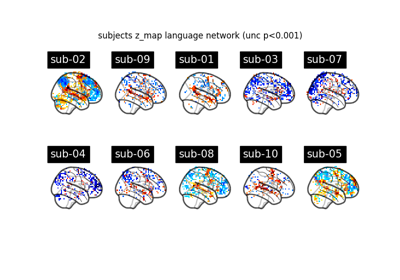 subjects z_map language network (unc p<0.001)
sub-02 sub-09 sub-01 sub-03 sub-07
sub-04 sub-06 sub-08 sub-10 sub-05